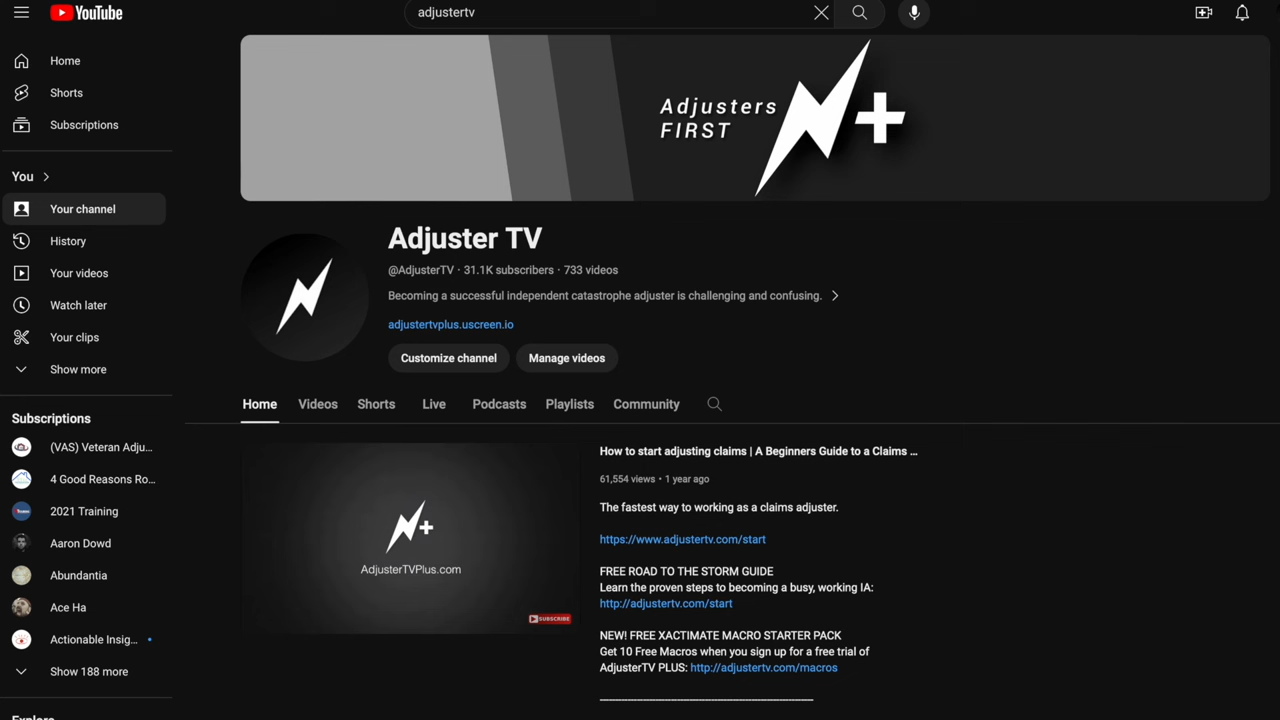 YouTube
adjustertv
Home
Shorts
Subscriptions
You
Your channel
History
Your videos
Watch later
Your clips
Show more
Subscriptions
(VAS) Veteran Adju...
4 Good Reasons Ro...
2021 Training
Aaron Dowd
Abundantia
Ace Ha
Actionable Insig...
Show 188 more
Explore
Adjusters
FIRST
Adjuster TV
@AdjusterTV · 31.1K subscribers · 733 videos
Becoming a successful independent catastrophe adjuster is challenging and confusing.
adjustertvplus.uscreen.io
Customize channel Manage videos
Home Videos Shorts Live Podcasts Playlists Community
AdjusterTVPlus.com
SUBSCRIBE
How to start adjusting claims | A Beginners Guide to a Claims ...
61,554 views • 1 year ago
The fastest way to working as a claims adjuster.
https://www.adjustertv.com/start
FREE ROAD TO THE STORM GUIDE
Learn the proven steps to becoming a busy, working IA:
http://adjustertv.com/start
NEW! FREE XACTIMATE MACRO STARTER PACK
Get 10 Free Macros when you sign up for a free trial of
AdjusterTV PLUS: http://adjustertv.com/macros